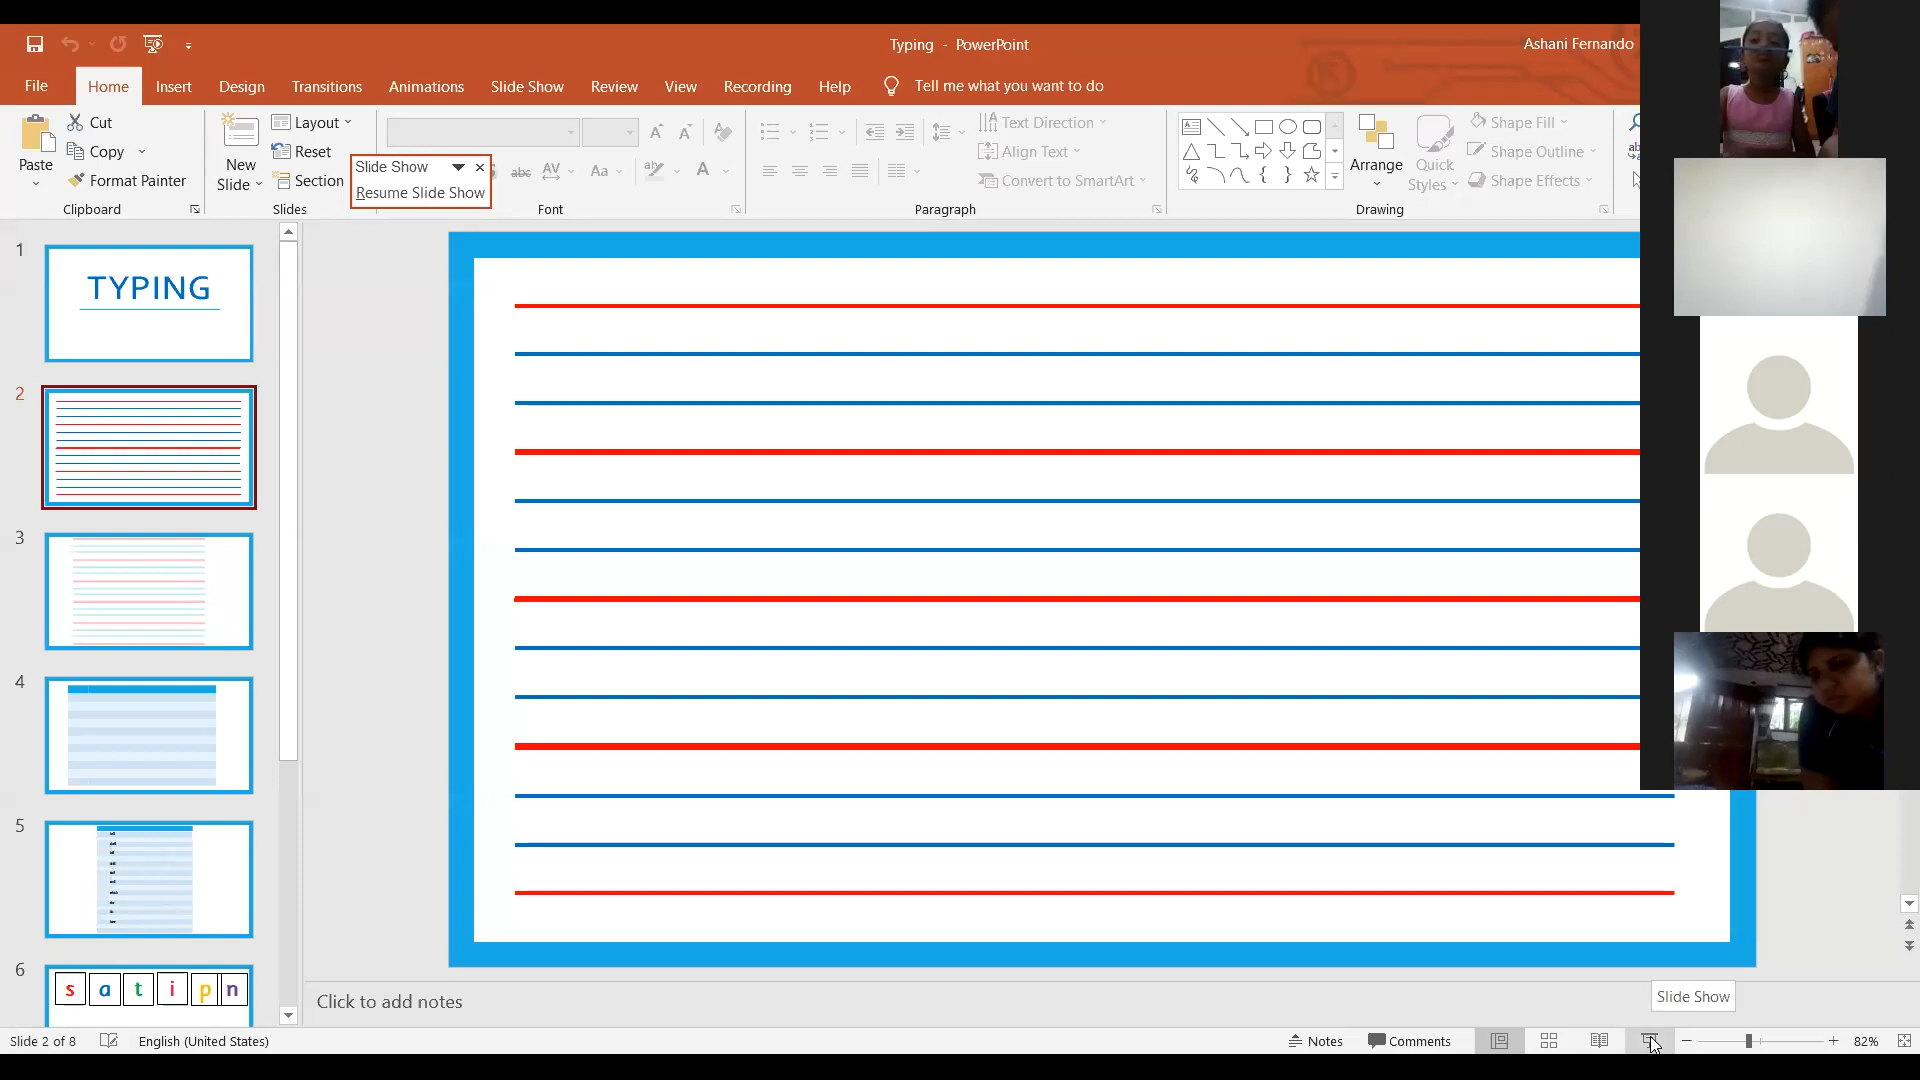 Typing - PowerPoint
Ashani Fernando
File Home Insert Design Transitions Animations Slide Show Review View Recording Help Tell me what you want to do
Paste
Cut
Copy
Format Painter
Clipboard
New Slide
Layout
Reset
Section
Slides
Slide Show
Resume Slide Show
abc AV Aa A
Font
Text Direction
Align Text
Convert to SmartArt
Paragraph
Arrange
Quick Styles
Shape Fill
Shape Outline
Shape Effects
Drawing
1
TYPING
2
3
4
5
6
s a t i p n
Click to add notes
Slide Show
Slide 2 of 8 English (United States) Notes Comments 82%